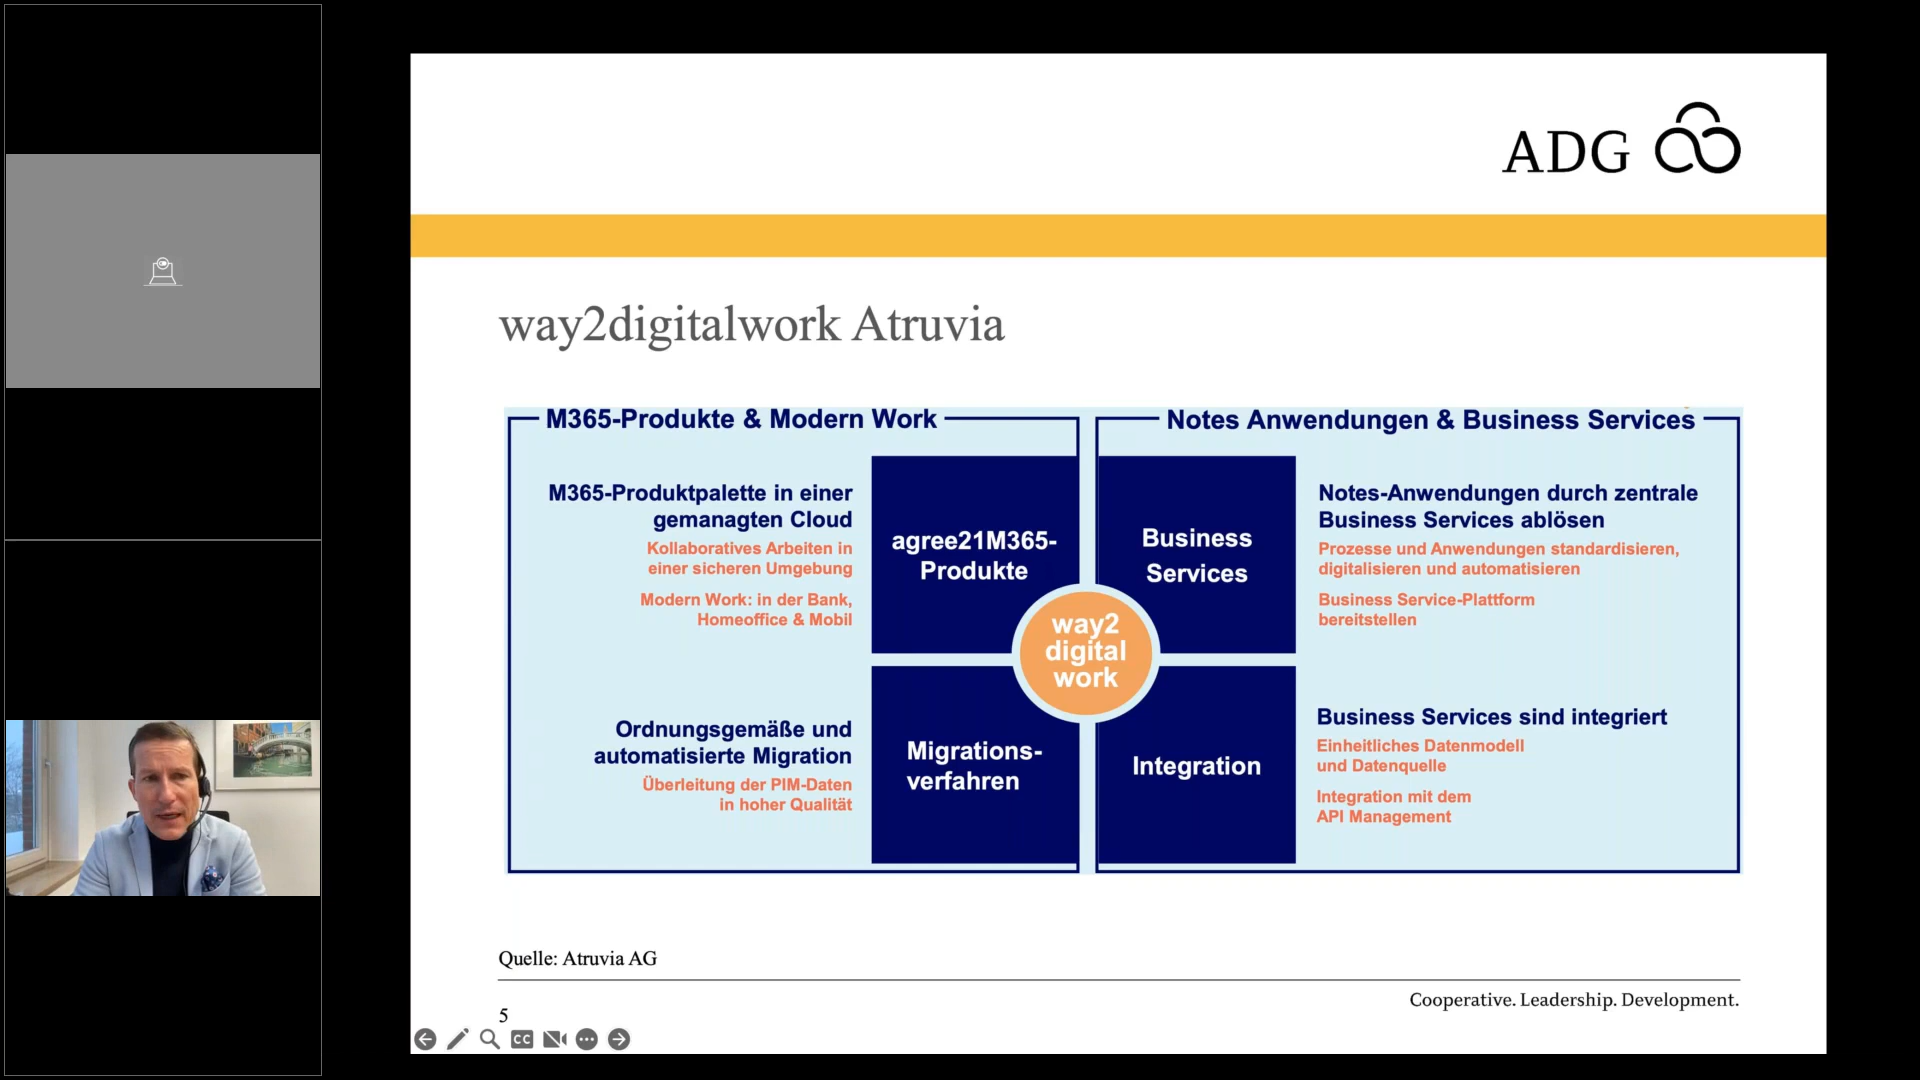 ADG
way2digitalwork Atruvia
M365-Produkte & Modern Work
M365-Produktpalette in einer
gemanagten Cloud
Kollaboratives Arbeiten in
einer sicheren Umgebung
Modern Work: in der Bank,
Homeoffice & Mobil
agree21M365-
Produkte
Ordnungsgemäße und
automatisierte Migration
Überleitung der PIM-Daten
in hoher Qualität
Migrations-
verfahren
way2
digital
work
Notes Anwendungen & Business Services
Business
Services
Notes-Anwendungen durch zentrale
Business Services ablösen
Prozesse und Anwendungen standardisieren,
digitalisieren und automatisieren
Business Service-Plattform
bereitstellen
Integration
Business Services sind integriert
Einheitliches Datenmodell
und Datenquelle
Integration mit dem
API Management
Quelle: Atruvia AG
Cooperative. Leadership. Development.
5
CC